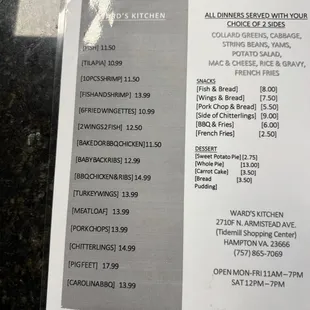 WARD'S KITCHEN
[FISH] 11.50
[TILAPIA] 10.99
[10PCSSHRIMP] 11.50
[FISHANDSHRIMP] 13.99
[6FRIEDWINGETTES] 10.99
[2WINGS2FISH] 12.50
[BAKEDORBBQCHICKEN]11.50
[BABYBACKRIBS] 12.99
[BBQCHICKEN&RIBS] 14.99
[TURKEYWINGS] 13.99
[MEATLOAF] 13.99
[PORKCHOPS] 13.99
[CHITTERLINGS] 14.99
[PIGFEET] 17.99
[CAROLINABBQ] 13.99
ALL DINNERS SERVED WITH YOUR
CHOICE OF 2 SIDES
COLLARD GREENS, CABBAGE,
STRING BEANS, YAMS,
POTATO SALAD,
MAC & CHEESE, RICE & GRAVY,
FRENCH FRIES
SNACKS
[Fish & Bread] [8.00]
[Wings & Bread] [7.50]
[Pork Chop & Bread] [5.50]
[Side of Chitterlings] [9.00]
[BBQ & Fries] [6.00]
[French Fries] [2.50]
DESSERT
[Sweet Potato Pie] [2.75]
[Whole Pie] [13.00]
[Carrot Cake] [3.50]
[Bread [3.50]
Pudding]
WARD'S KITCHEN
2710F N. ARMISTEAD AVE.
(Tidemill Shopping Center)
HAMPTON VA. 23666
(757) 865-7069
OPEN MON-FRI 11AM–7PM
SAT 12PM–7PM